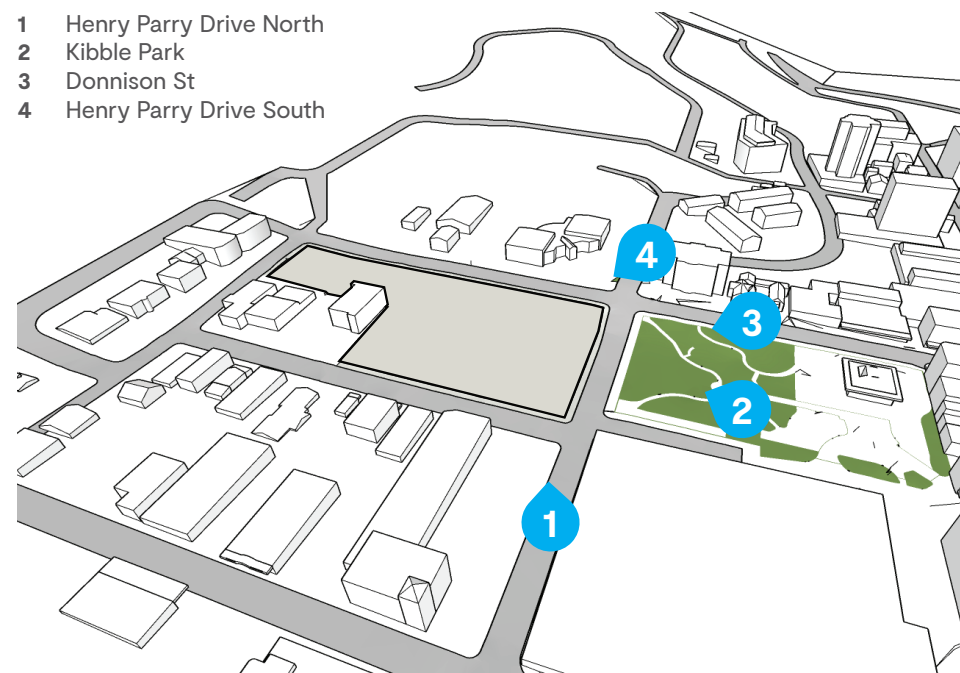 1 Henry Parry Drive North
2 Kibble Park
3 Donnison St
4 Henry Parry Drive South
4
3
2
1